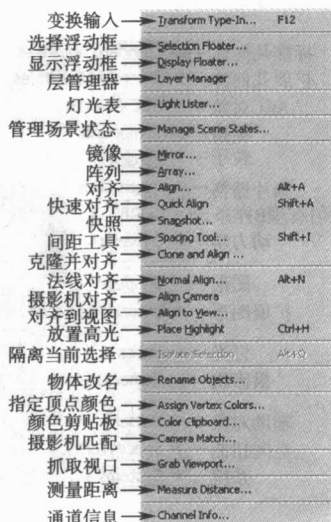 变换输入 Transform Type-In... F12
选择浮动框 Selection Floater...
显示浮动框 Display Floater...
层管理器 Layer Manager
灯光表 Light Lister...
管理场景状态 Manage Scene States...
镜像 Mirror...
阵列 Array...
对齐 Align... Alt+A
快速对齐 Quick Align Shift+A
快照 Snapshot...
间距工具 Spacing Tool... Shift+I
克隆并对齐 Clone and Align...
法线对齐 Normal Align... Alt+N
摄影机对齐 Align Camera
对齐到视图 Align to View...
放置高光 Place Highlight Ctrl+H
隔离当前选择 Isolate Selection Alt+Q
物体改名 Rename Objects...
指定顶点颜色 Assign Vertex Colors...
颜色剪贴板 Color Clipboard...
摄影机匹配 Camera Match...
抓取视口 Grab Viewport...
测量距离 Measure Distance...
通道信息 Channel Info...